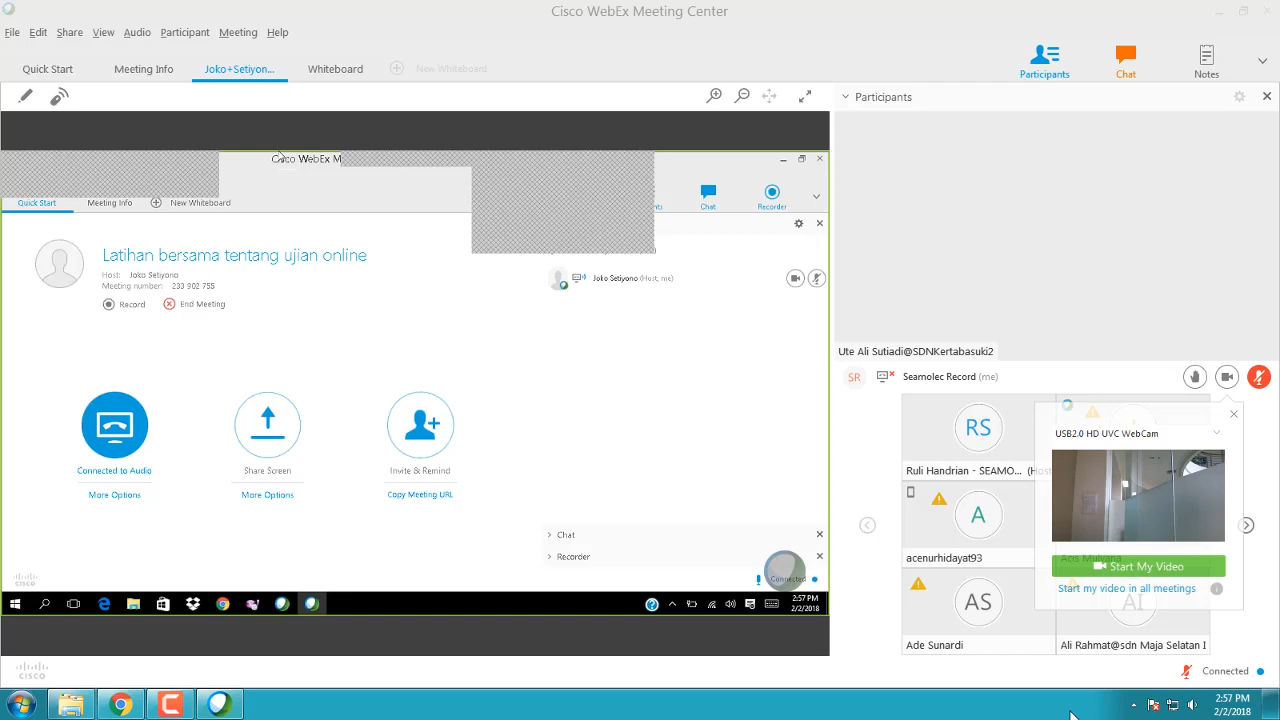 Cisco WebEx Meeting Center
File Edit Share View Audio Participant Meeting Help
Quick Start Meeting Info Joko+Setiyon... Whiteboard New Whiteboard
Participants Chat Notes
Participants
Cisco WebEx M
Chat Recorder
Quick Start Meeting Info New Whiteboard
Latihan bersama tentang ujian online
Host: Joko Setiyono
Meeting number: 233 902 755
Record End Meeting
Joko Setiyono (Host, me)
Connected to Audio Share Screen Invite & Remind
More Options More Options Copy Meeting URL
Chat
Recorder
Connected
cisco
2:57 PM
2/2/2018
cisco
Ute Ali Sutiadi@SDNKertabasuki2
SR Seamolec Record (me)
RS
Ruli Handrian - SEAMO... (Host
USB2.0 HD UVC WebCam
A
acenurhidayat93
Acis Mulyana
Start My Video
Start my video in all meetings
AS
AI
Ade Sunardi
Ali Rahmat@sdn Maja Selatan I
Connected
2:57 PM
2/2/2018